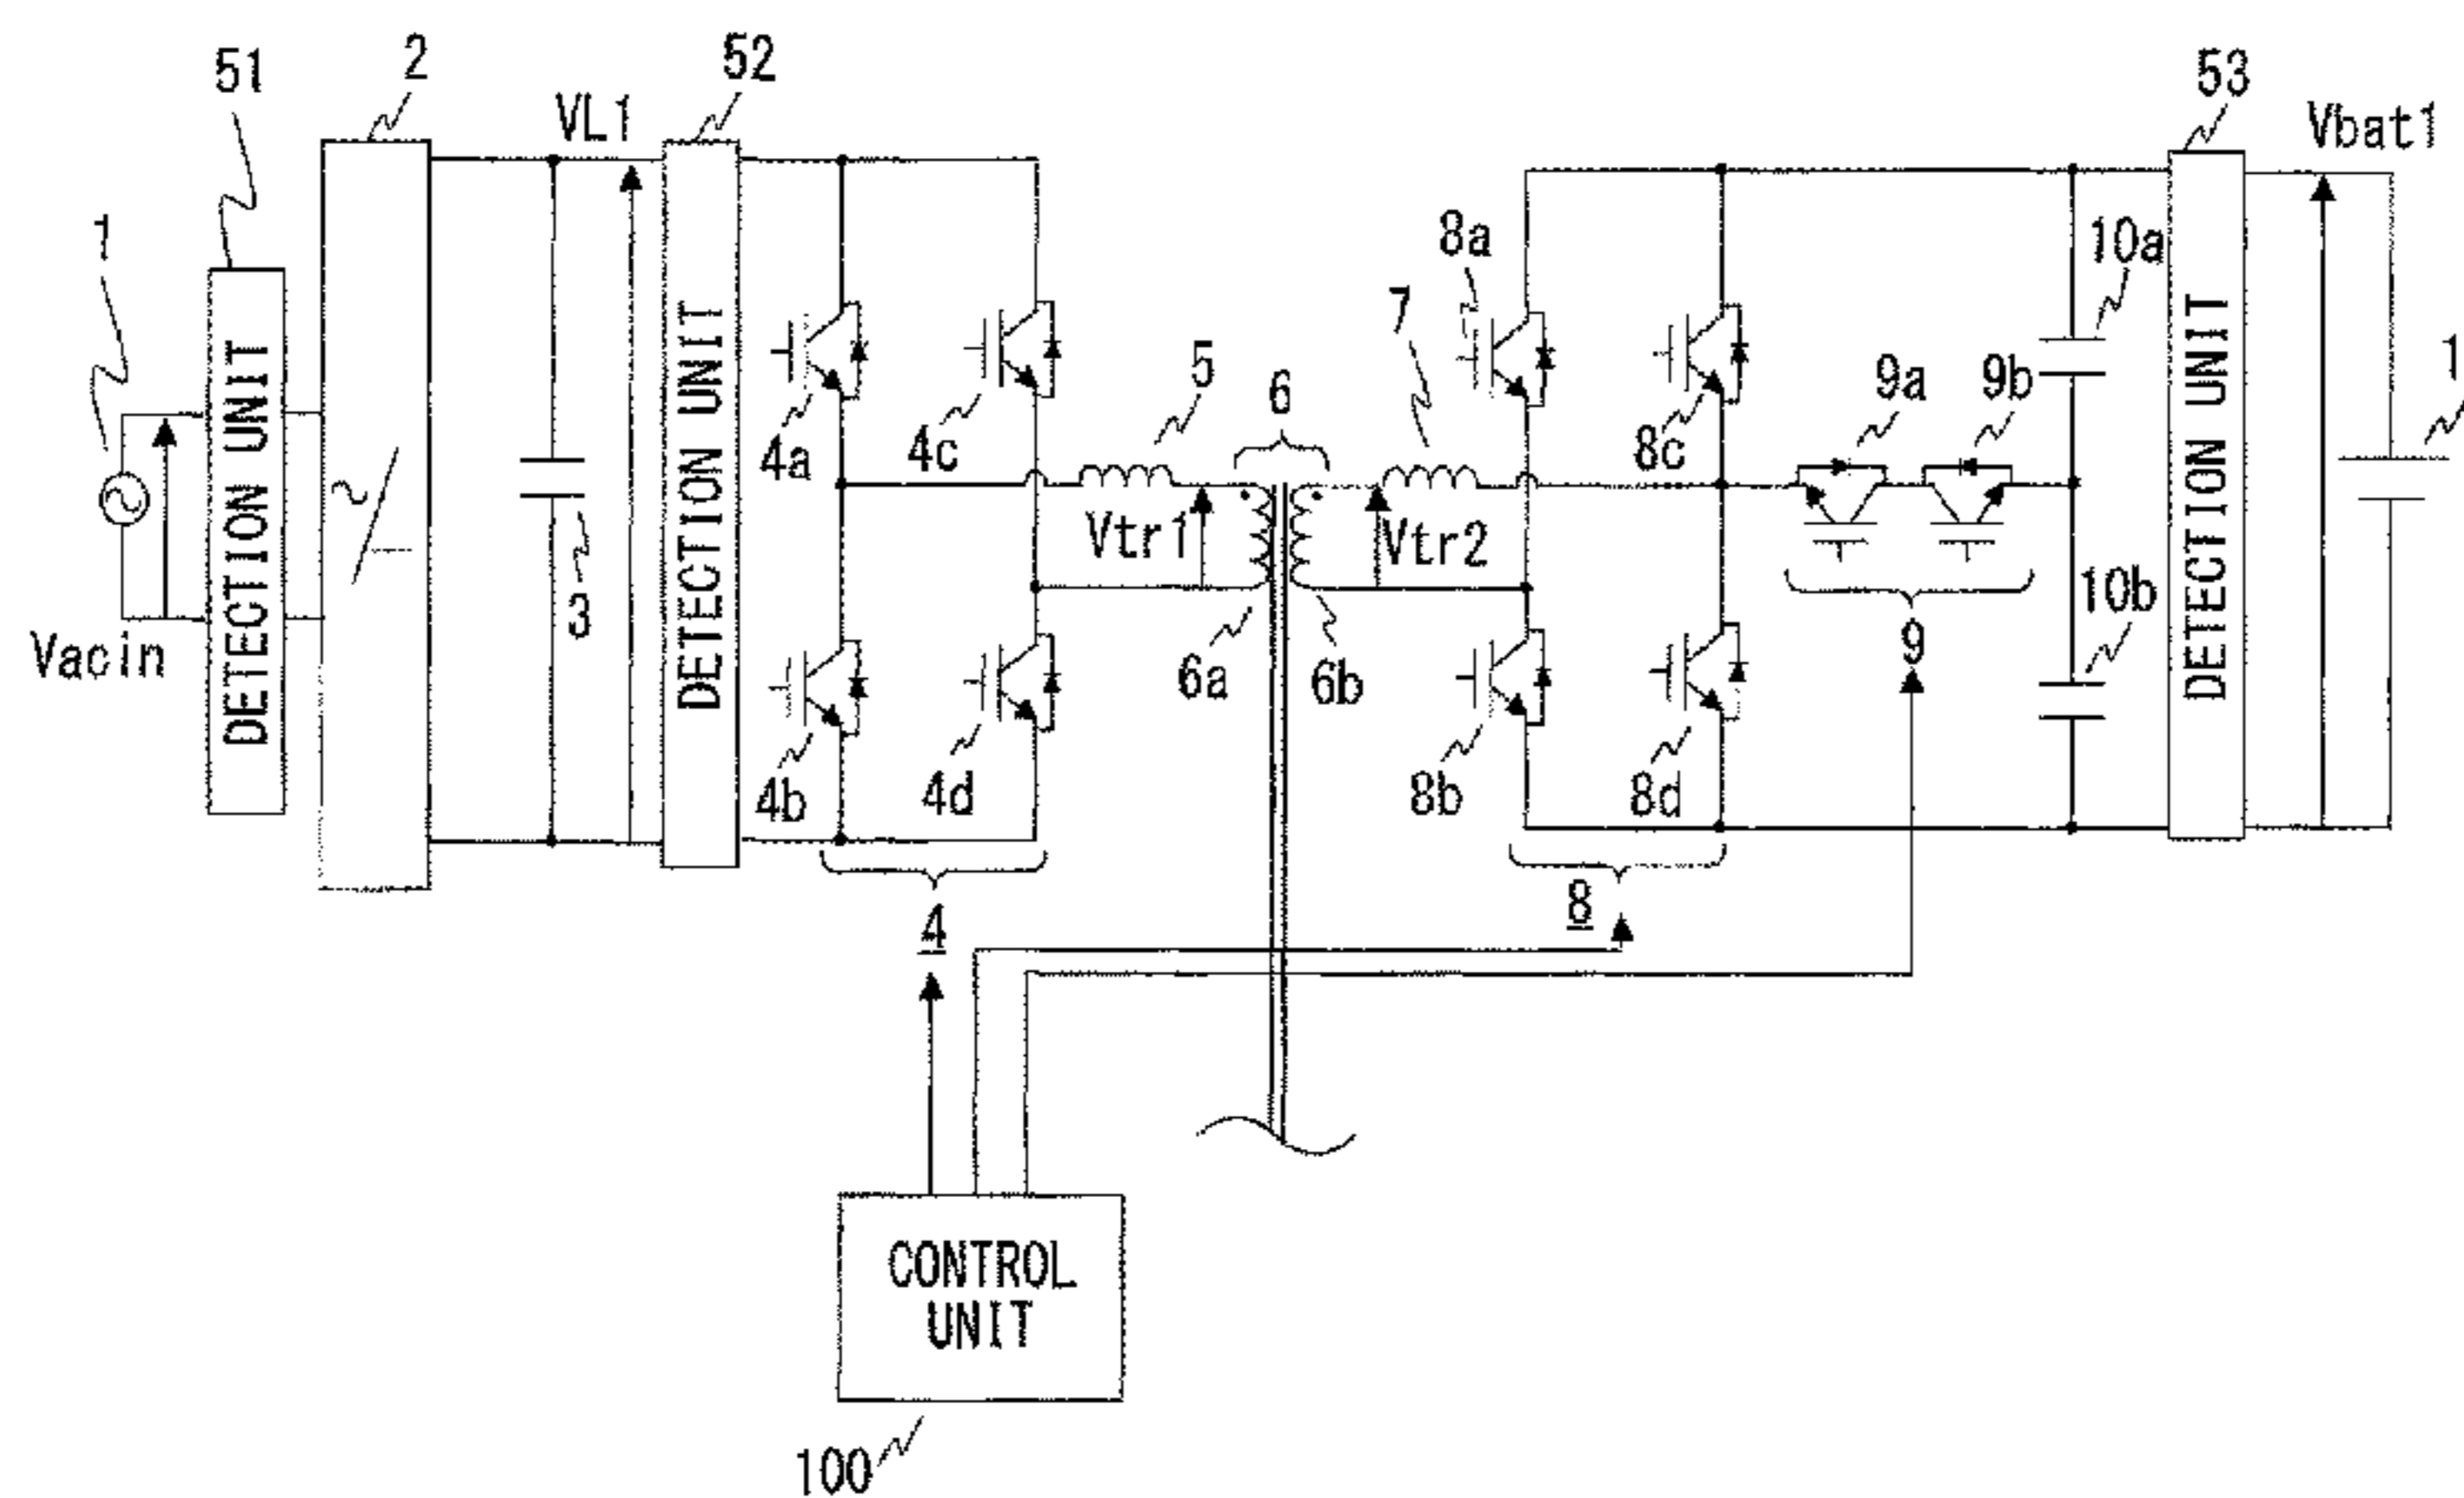 51
2
VL1
52
53
Vbat1
1
DETECTION UNIT
DETECTION UNIT
8a
10a
DETECTION UNIT
7
5
6
9a
9b
1
4a
4c
8c
Vtr1
Vtr2
3
10b
Vacin
6a
6b
9
4b
4d
8b
8d
4
8
CONTROL
UNIT
100